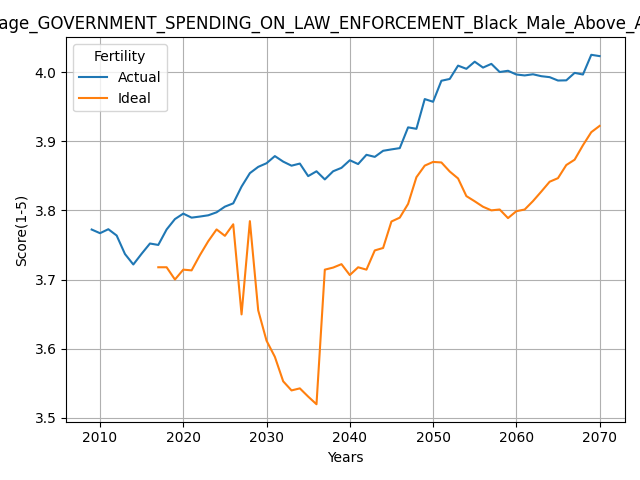 age_GOVERNMENT_SPENDING_ON_LAW_ENFORCEMENT_Black_Male_Above_A
Fertility
Actual
Ideal
4.0
3.9
3.8
3.7
3.6
3.5
Score(1-5)
2010 2020 2030 2040 2050 2060 2070
Years